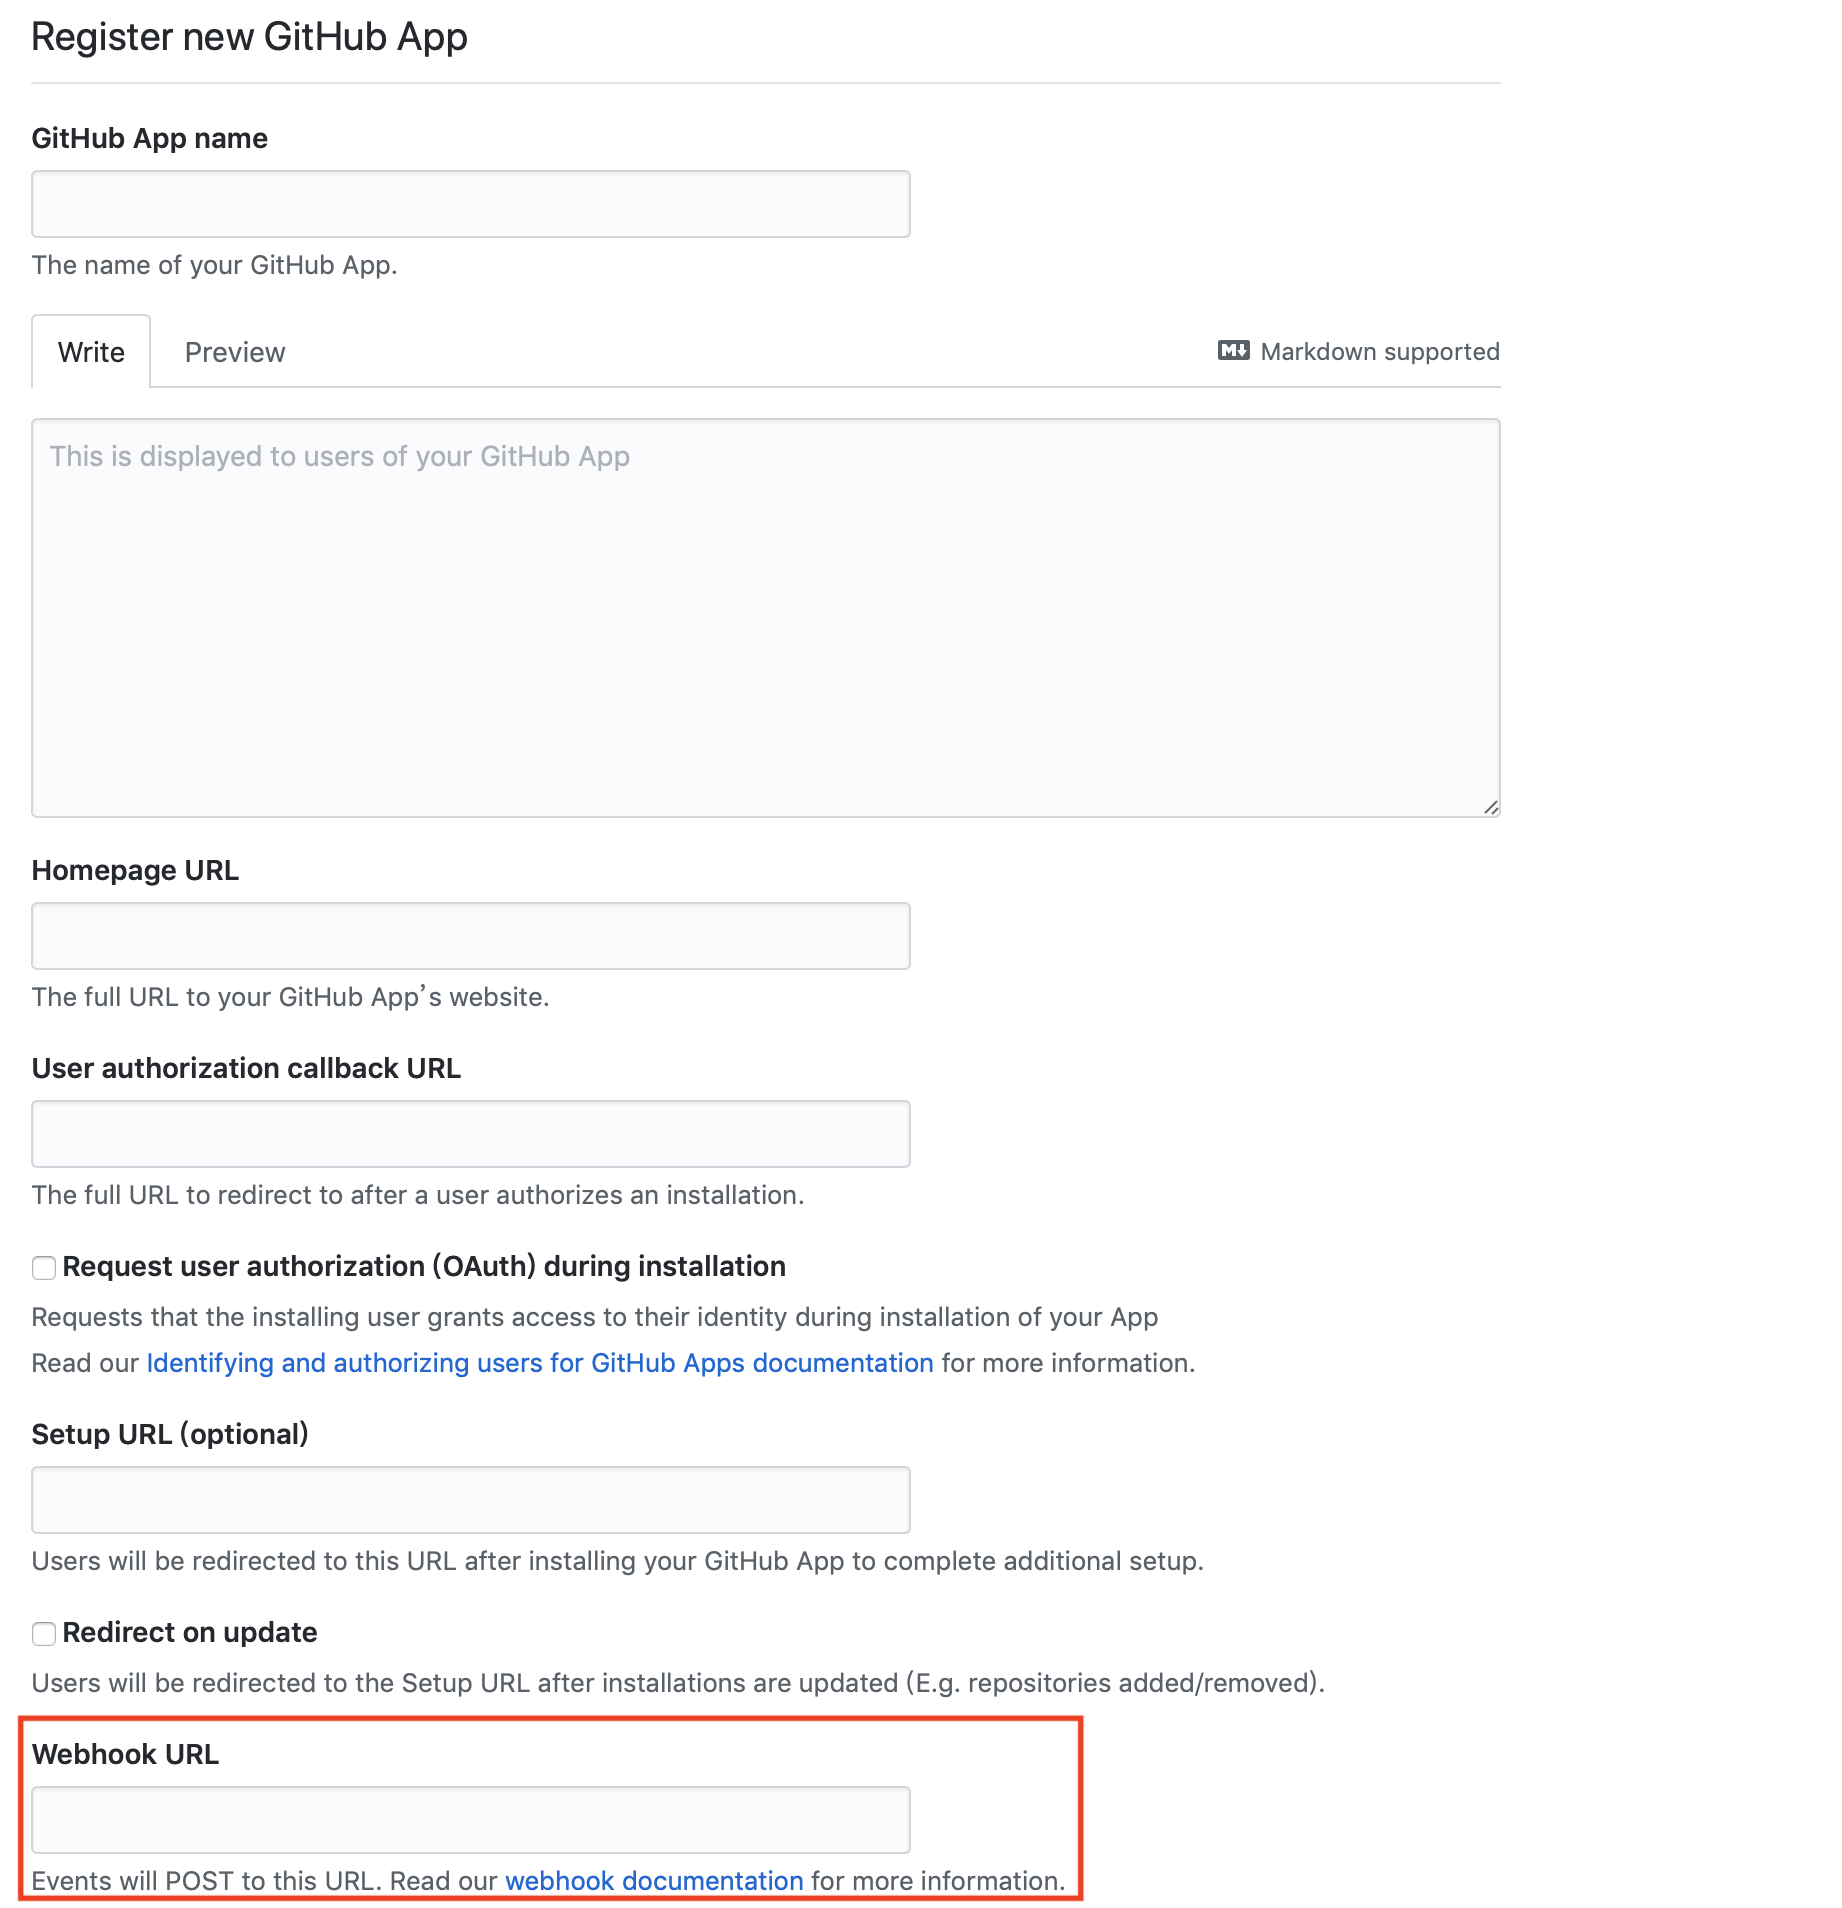 Register new GitHub App
GitHub App name
The name of your GitHub App.
Write
Preview
M Markdown supported
This is displayed to users of your GitHub App
Homepage URL
The full URL to your GitHub App’s website.
User authorization callback URL
The full URL to redirect to after a user authorizes an installation.
Request user authorization (OAuth) during installation
Requests that the installing user grants access to their identity during installation of your App
Read our Identifying and authorizing users for GitHub Apps documentation for more information.
Setup URL (optional)
Users will be redirected to this URL after installing your GitHub App to complete additional setup.
Redirect on update
Users will be redirected to the Setup URL after installations are updated (E.g. repositories added/removed).
Webhook URL
Events will POST to this URL. Read our webhook documentation for more information.